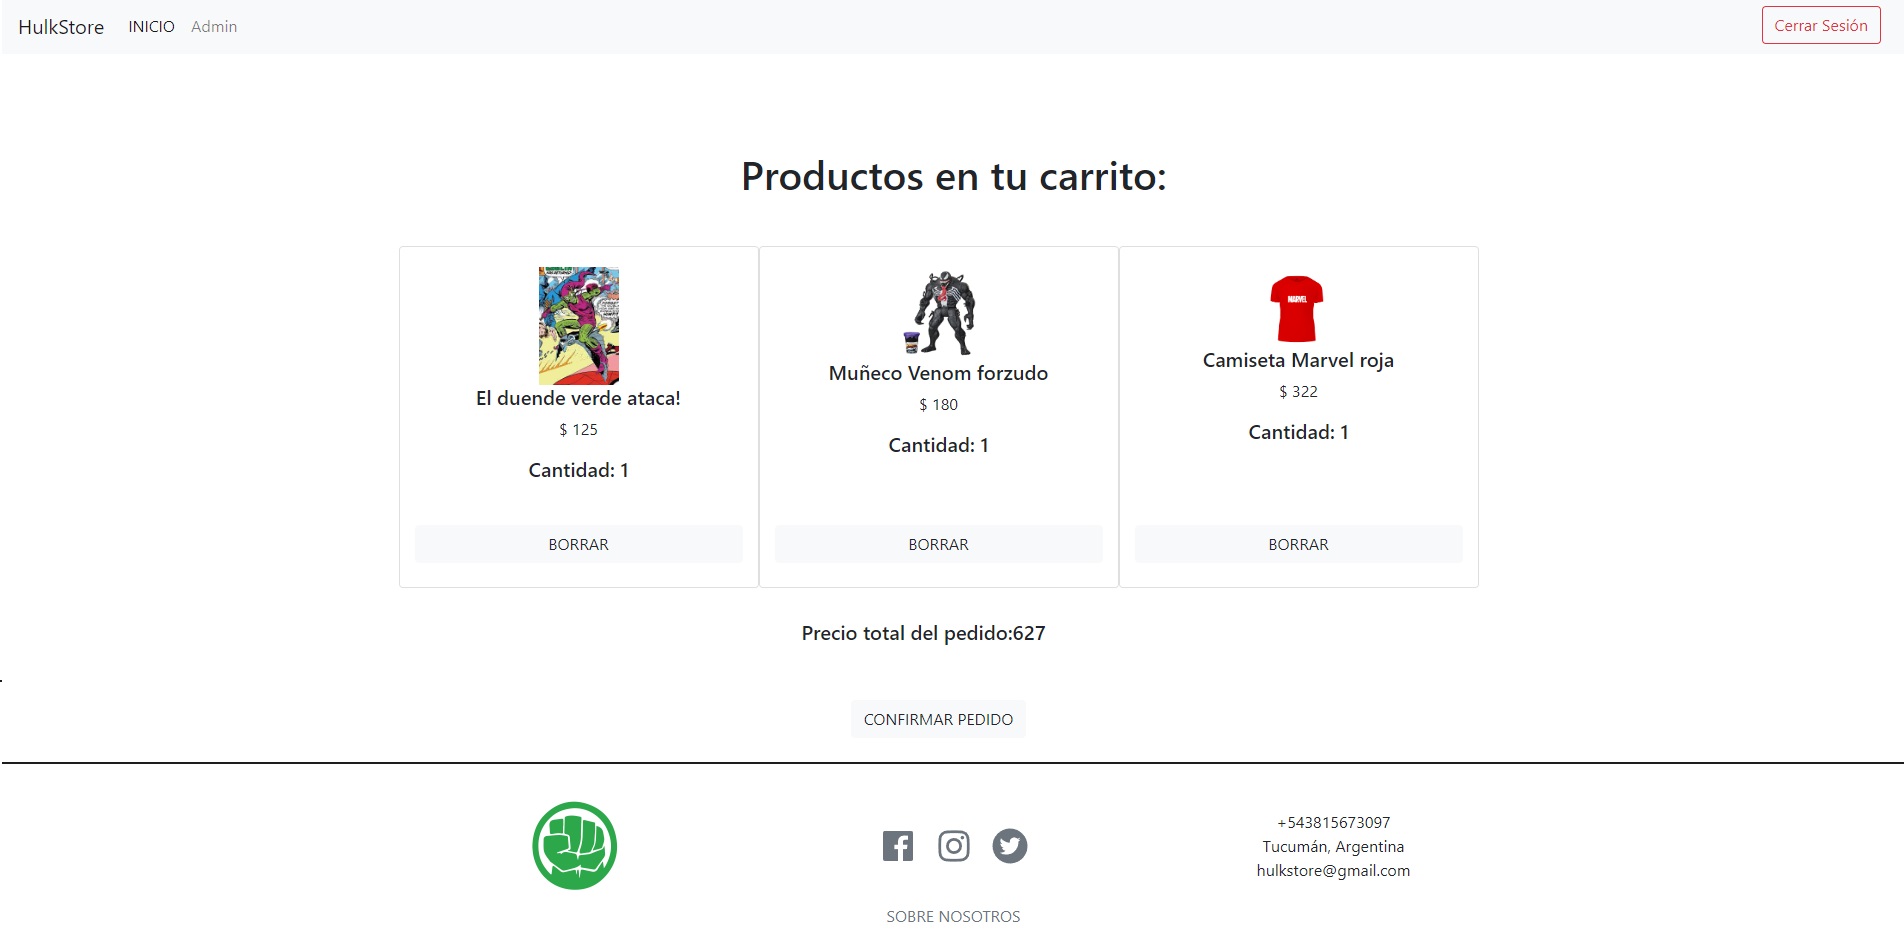 HulkStore INICIO Admin Cerrar Sesión
Productos en tu carrito:
MARVEL
El duende verde ataca!
$ 125
Cantidad: 1
BORRAR
Muñeco Venom forzudo
$ 180
Cantidad: 1
BORRAR
Camiseta Marvel roja
$ 322
Cantidad: 1
BORRAR
Precio total del pedido:627
CONFIRMAR PEDIDO
+543815673097
Tucumán, Argentina
hulkstore@gmail.com
SOBRE NOSOTROS